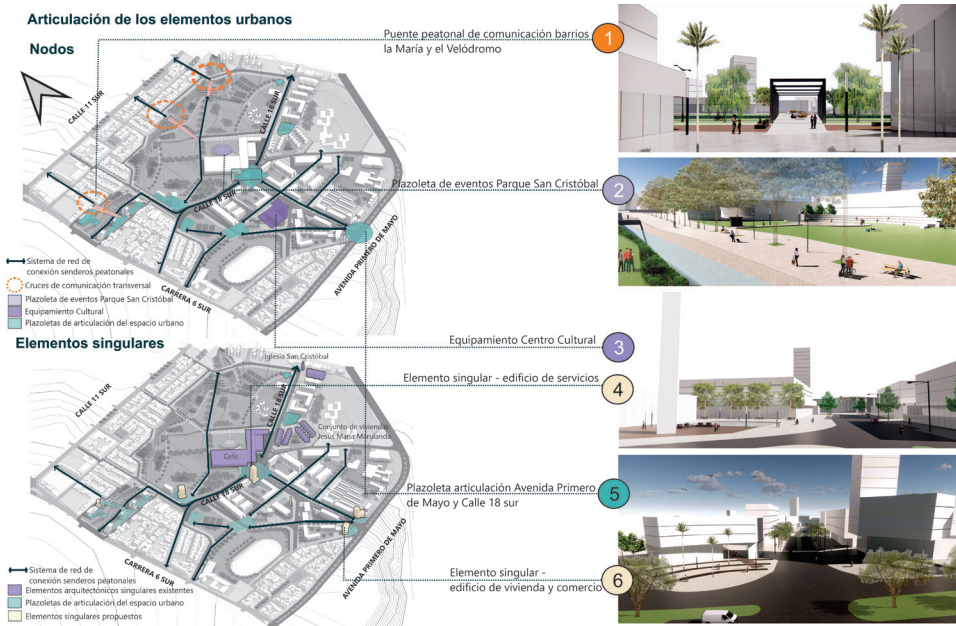 Articulación de los elementos urbanos
Nodos
Puente peatonal de comunicación barrios
la María y el Velódromo
1
CALLE 11 SUR
CALLE 18 SUR
Plazoleta de eventos Parque San Cristóbal
2
CALLE 18 SUR
AVENIDA PRIMERO DE MAYO
CARRERA 6 SUR
Sistema de red de
conexión senderos peatonales
Cruces de comunicación transversal
Plazoleta de eventos Parque San Cristóbal
Equipamiento Cultural
Plazoletas de articulación del espacio urbano
Elementos singulares
Equipamiento Centro Cultural
3
Iglesia San Cristóbal
Elemento singular - edificio de servicios
4
CALLE 11 SUR
CALLE 18 SUR
Conjunto de viviendas
Jesús María Marulanda
Cefe
CALLE 18 SUR
Plazoleta articulación Avenida Primero
de Mayo y Calle 18 sur
5
AVENIDA PRIMERO DE MAYO
CARRERA 6 SUR
Elemento singular -
edificio de vivienda y comercio
6
Sistema de red de
conexión senderos peatonales
Elementos arquitectónicos singulares existentes
Plazoletas de articulación del espacio urbano
Elementos singulares propuestos